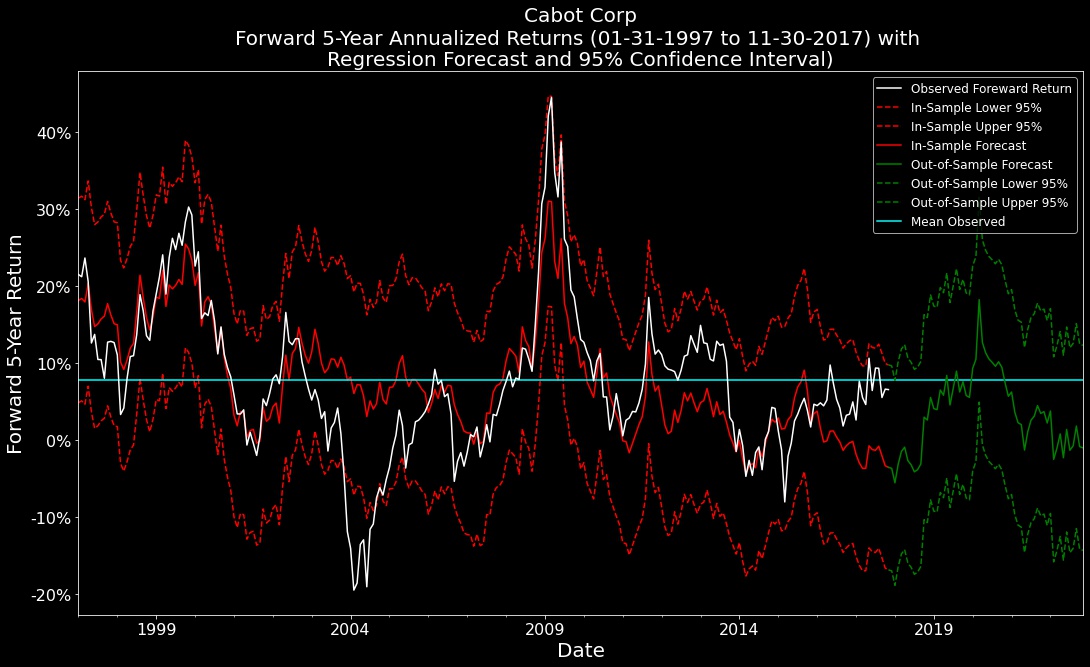 Cabot Corp
Forward 5-Year Annualized Returns (01-31-1997 to 11-30-2017) with
Regression Forecast and 95% Confidence Interval)
Observed Foreward Return
In-Sample Lower 95%
In-Sample Upper 95%
In-Sample Forecast
Out-of-Sample Forecast
Out-of-Sample Lower 95%
Out-of-Sample Upper 95%
Mean Observed
Forward 5-Year Return
40%
30%
20%
10%
0%
-10%
-20%
1999
2004
2009
2014
2019
Date